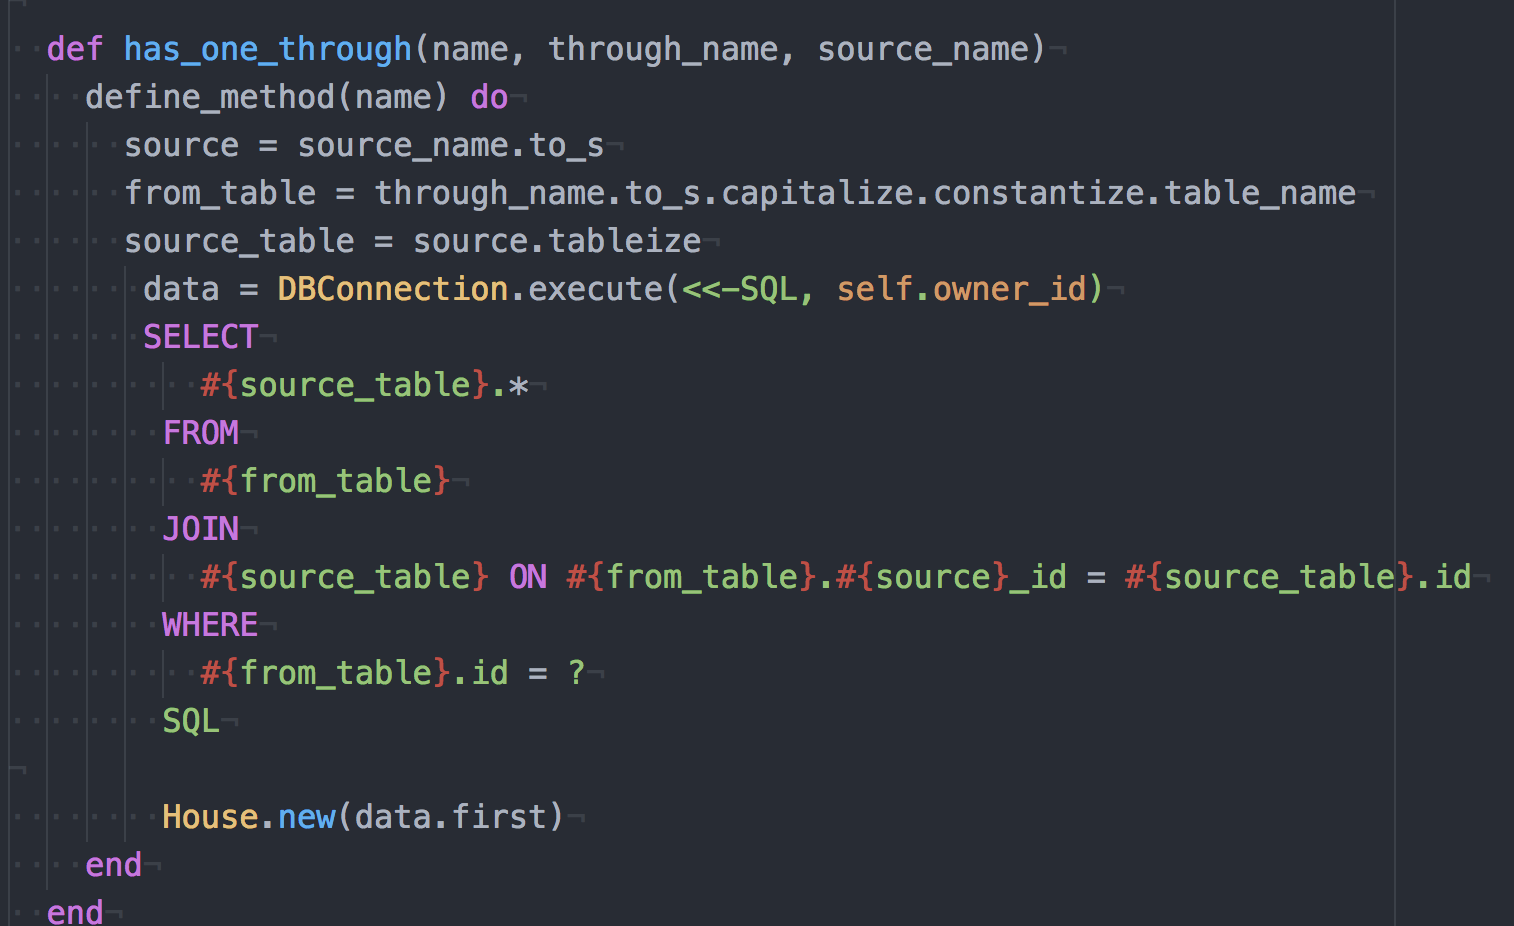 def has_one_through(name, through_name, source_name)
define_method(name) do
source = source_name.to_s
from_table = through_name.to_s.capitalize.constantize.table_name
source_table = source.tableize
data = DBConnection.execute(<<-SQL, self.owner_id)
SELECT
#{source_table}.*
FROM
#{from_table}
JOIN
#{source_table} ON #{from_table}.#{source}_id = #{source_table}.id
WHERE
#{from_table}.id = ?
SQL
House.new(data.first)
end
end